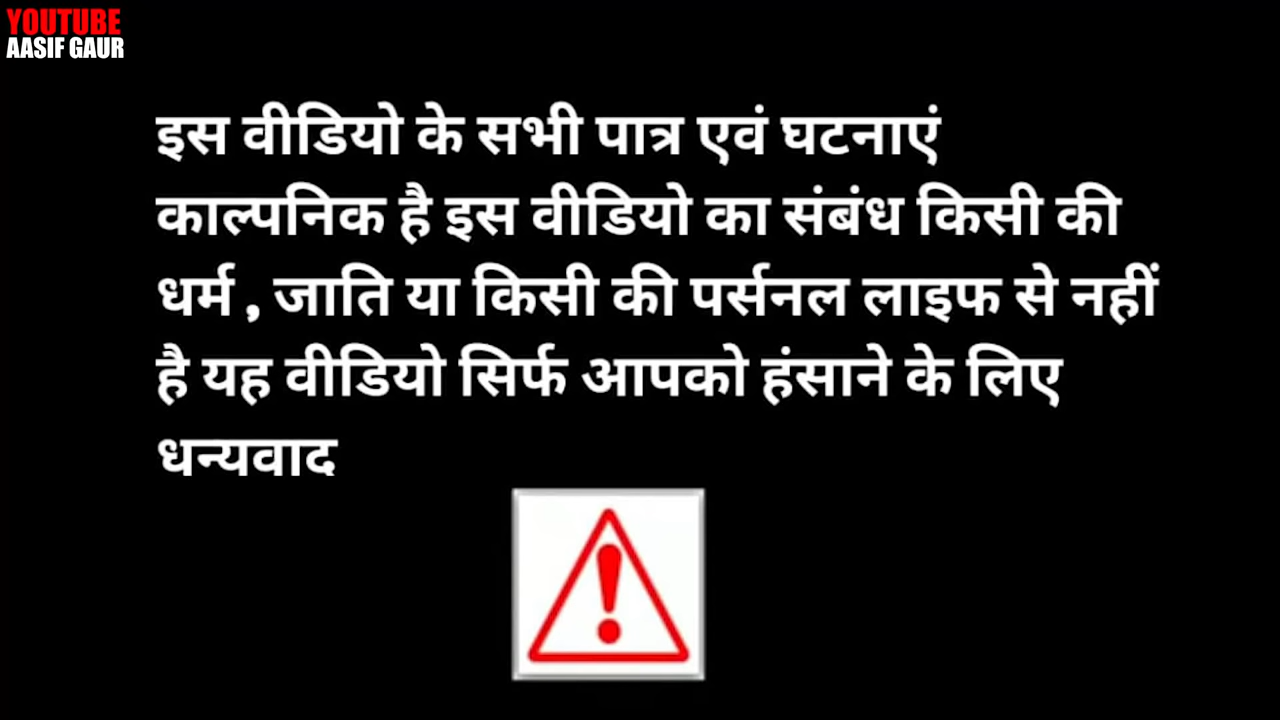 YOUTUBE
AASIF GAUR
इस वीडियो के सभी पात्र एवं घटनाएं
काल्पनिक है इस वीडियो का संबंध किसी की
धर्म , जाति या किसी की पर्सनल लाइफ से नहीं
है यह वीडियो सिर्फ आपको हंसाने के लिए
धन्यवाद